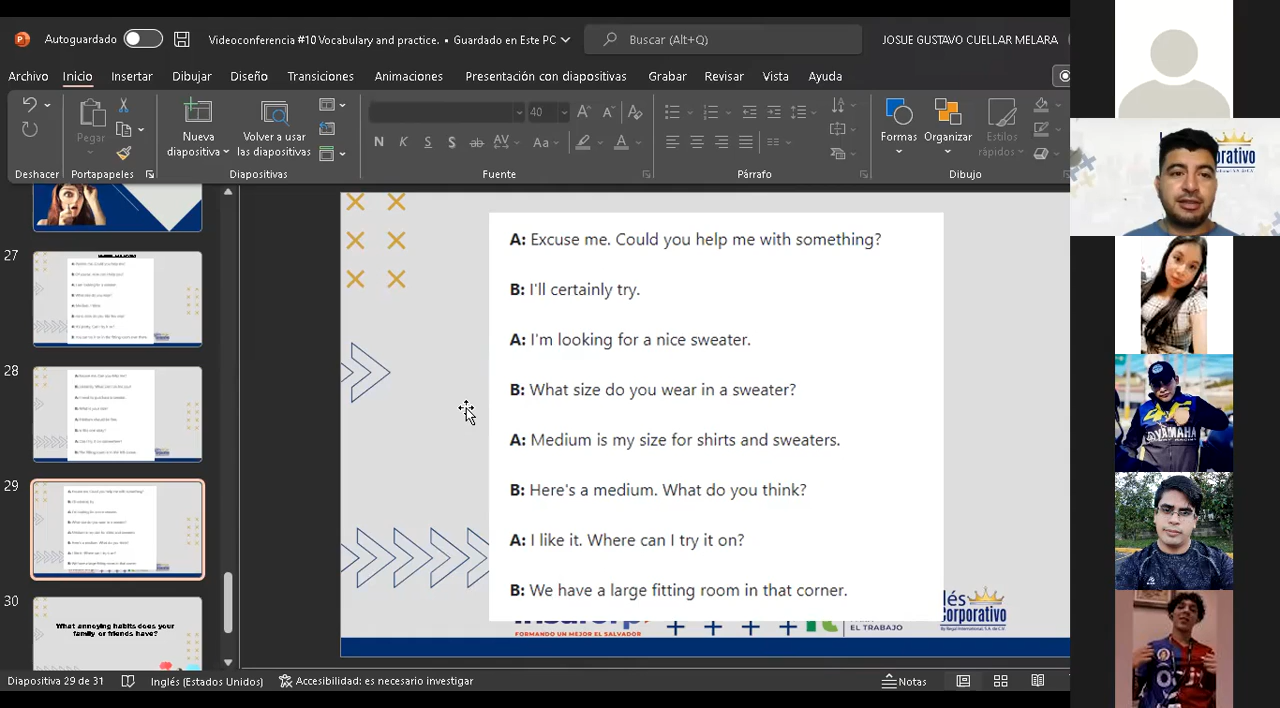 Autoguardado
Videoconferencia #10 Vocabulary and practice. • Guardado en Este PC
Buscar (Alt+Q)
JOSUE GUSTAVO CUELLAR MELARA
Archivo Inicio Insertar Dibujar Diseño Transiciones Animaciones Presentación con diapositivas Grabar Revisar Vista Ayuda
Pegar
Nueva diapositiva
Volver a usar las diapositivas
40
N K S S ab AV Aa A
Formas
Organizar
Estilos rápidos
Deshacer Portapapeles Diapositivas Fuente Párrafo Dibujo
27
28
29
30
What annoying habits does your
family or friends have?
A: Excuse me. Could you help me with something?
B: I'll certainly try.
A: I'm looking for a nice sweater.
B: What size do you wear in a sweater?
A: Medium is my size for shirts and sweaters.
B: Here's a medium. What do you think?
A: I like it. Where can I try it on?
B: We have a large fitting room in that corner.
FORMANDO UN MEJOR EL SALVADOR
EL TRABAJO
Corporativo
Diapositiva 29 de 31
Inglés (Estados Unidos)
Accesibilidad: es necesario investiga
Notas